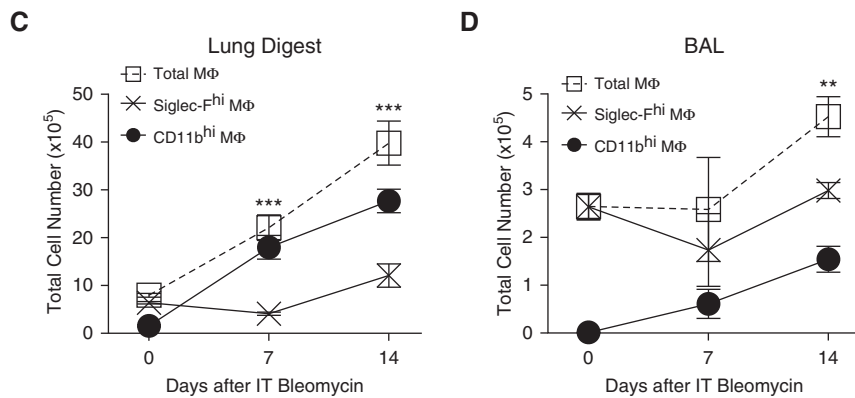 C
Lung Digest
Total MΦ
Siglec-Fhi MΦ
CD11bhi MΦ
Total Cell Number (x10⁵)
50
40
30
20
10
0
***
***
0 7 14
Days after IT Bleomycin
D
BAL
Total MΦ
Siglec-Fhi MΦ
CD11bhi MΦ
Total Cell Number (x10⁵)
5
4
3
2
1
0
**
0 7 14
Days after IT Bleomycin